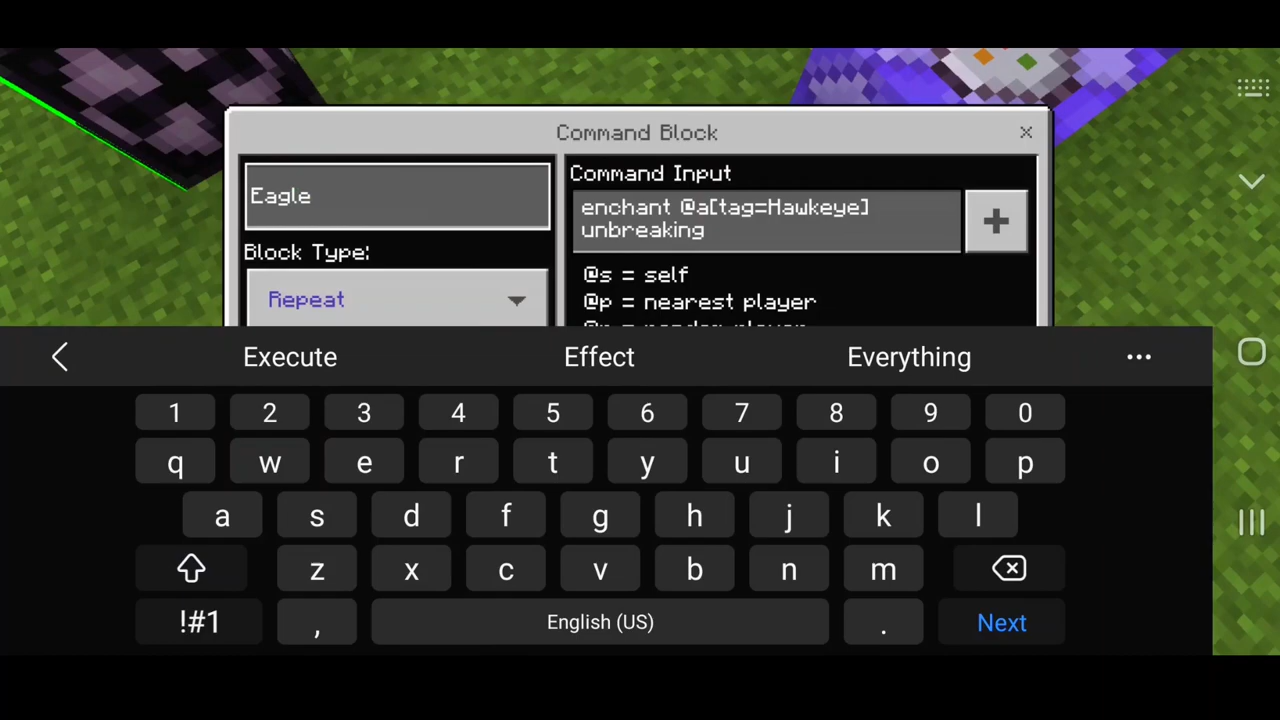 Command Block
Eagle
Command Input
enchant @a[tag=Hawkeye]
unbreaking
Block Type:
@s = self
Repeat
@p = nearest player
Execute
Effect
Everything
1 2 3 4 5 6 7 8 9 0
q w e r t y u i o p
a s d f g h j k l
z x c v b n m
!#1 , English (US) . Next